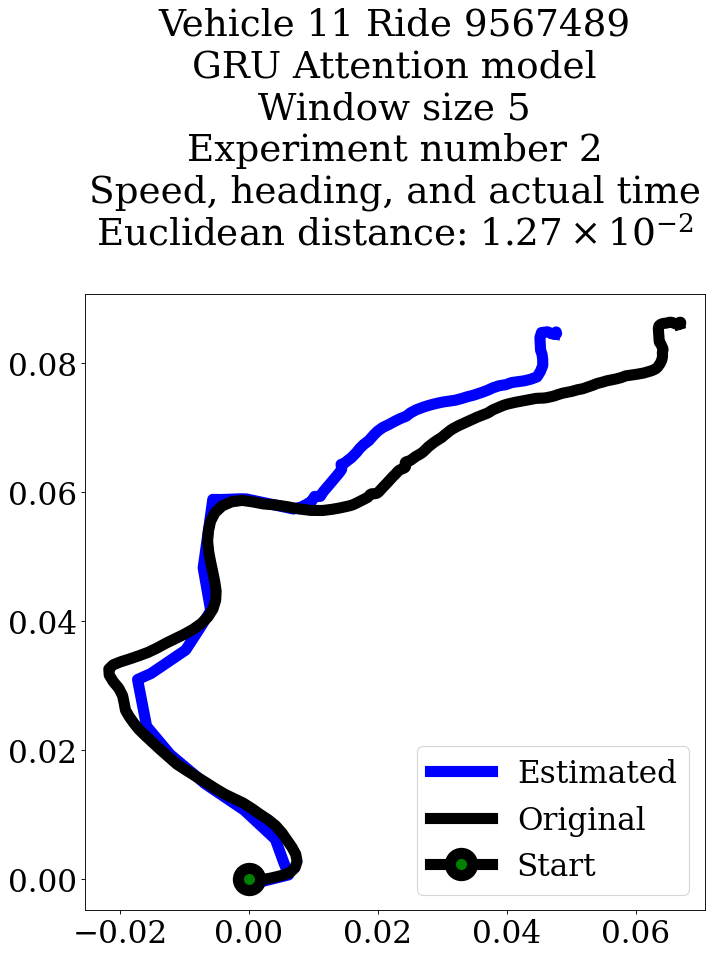 Vehicle 11 Ride 9567489
GRU Attention model
Window size 5
Experiment number 2
Speed, heading, and actual time
Euclidean distance: 1.27 × 10⁻²
0.08
0.06
0.04
0.02
0.00
Estimated
Original
Start
−0.02 0.00 0.02 0.04 0.06